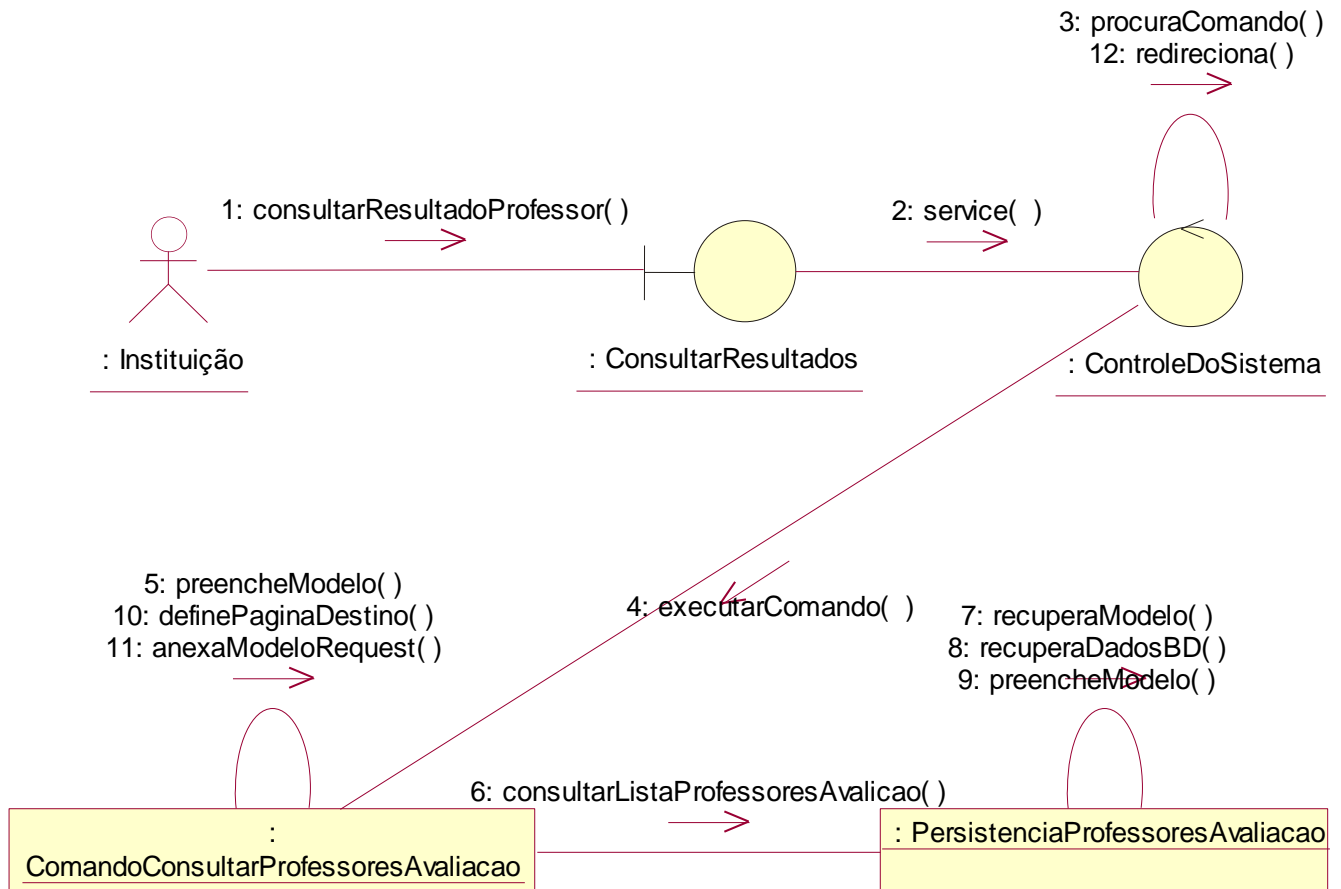 3: procuraComando( )
12: redireciona( )
1: consultarResultadoProfessor( )
2: service(  )
: Instituição
: ConsultarResultados
: ControleDoSistema
5: preencheModelo( )
10: definePaginaDestino( )
11: anexaModeloRequest( )
4: executarComando(  )
7: recuperaModelo( )
8: recuperaDadosBD( )
9: preencheModelo( )
6: consultarListaProfessoresAvalicao( )
:
ComandoConsultarProfessoresAvaliacao
: PersistenciaProfessoresAvaliacao